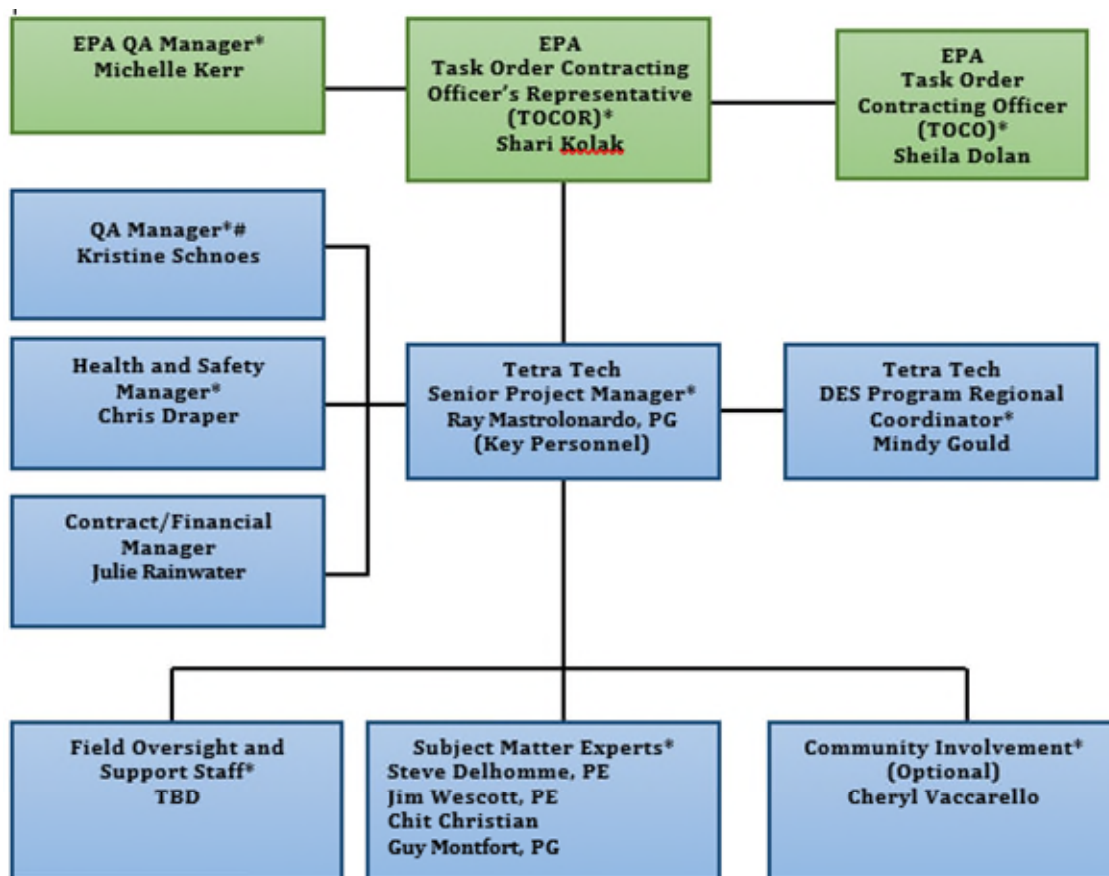 EPA QA Manager*
Michelle Kerr
EPA
Task Order Contracting
Officer's Representative
(TOCOR)*
Shari Kolak
EPA
Task Order
Contracting Officer
(TOCO)*
Sheila Dolan
QA Manager*#
Kristine Schnoes
Health and Safety
Manager*
Chris Draper
Contract/Financial
Manager
Julie Rainwater
Tetra Tech
Senior Project Manager*
Ray Mastrolonardo, PG
(Key Personnel)
Tetra Tech
DES Program Regional
Coordinator*
Mindy Gould
Field Oversight and
Support Staff*
TBD
Subject Matter Experts*
Steve Delhomme, PE
Jim Wescott, PE
Chit Christian
Guy Montfort, PG
Community Involvement*
(Optional)
Cheryl Vaccarello